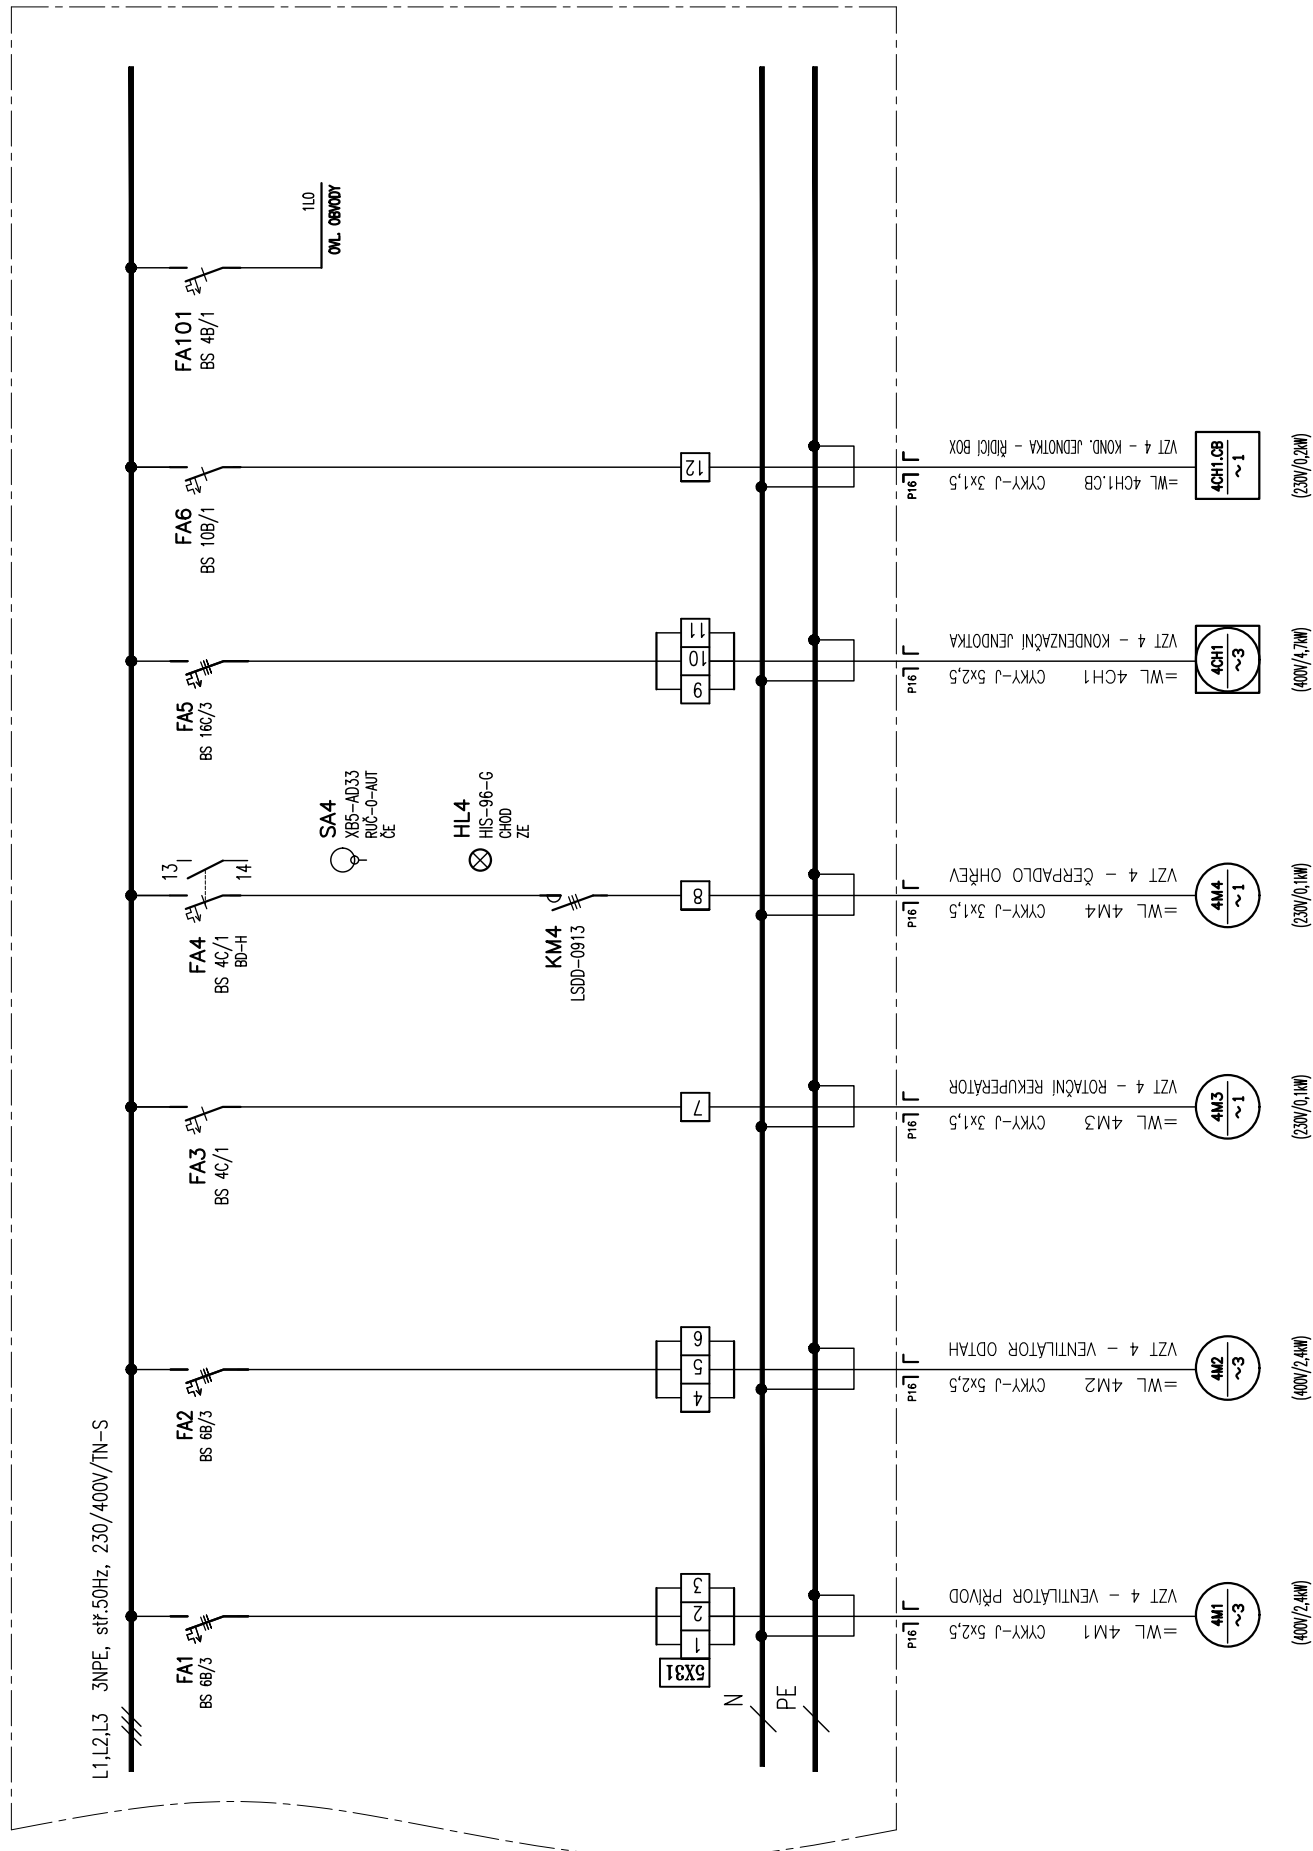 L1,L2,L3 3NPE, stř.50Hz, 230/400V/TN-S
FA1
BS 6B/3
FA2
BS 6B/3
FA3
BS 4C/1
FA4
BS 4C/1
BD-H
13
14
FA5
BS 16C/3
FA6
BS 10B/1
FA101
BS 4B/1
1L0
OVL. OBVODY
SA4
XB5-AD33
RUČ-0-AUT
ČE
HL4
HIS-96-G
CHOD
ZE
KM4
LSDD-0913
5X31
1
2
3
4
5
6
7
8
9
10
11
12
N
PE
P16
=WL 4M1 CYKY-J 5x2,5
VZT 4 - VENTILÁTOR PŘÍVOD
P16
=WL 4M2 CYKY-J 5x2,5
VZT 4 - VENTILÁTOR ODTAH
P16
=WL 4M3 CYKY-J 3x1,5
VZT 4 - ROTAČNÍ REKUPERÁTOR
P16
=WL 4M4 CYKY-J 3x1,5
VZT 4 - ČERPADLO OHŘEV
P16
=WL 4CH1 CYKY-J 5x2,5
VZT 4 - KONDENZAČNÍ JENDOTKA
P16
=WL 4CH1.CB CYKY-J 3x1,5
VZT 4 - KOND. JEDNOTKA - ŘÍDÍCÍ BOX
4M1
~3
4M2
~3
4M3
~1
4M4
~1
4CH1
~3
4CH1.CB
~1
(400V/2,4kW)
(400V/2,4kW)
(230V/0,1kW)
(230V/0,1kW)
(400V/4,7kW)
(230V/0,2kW)